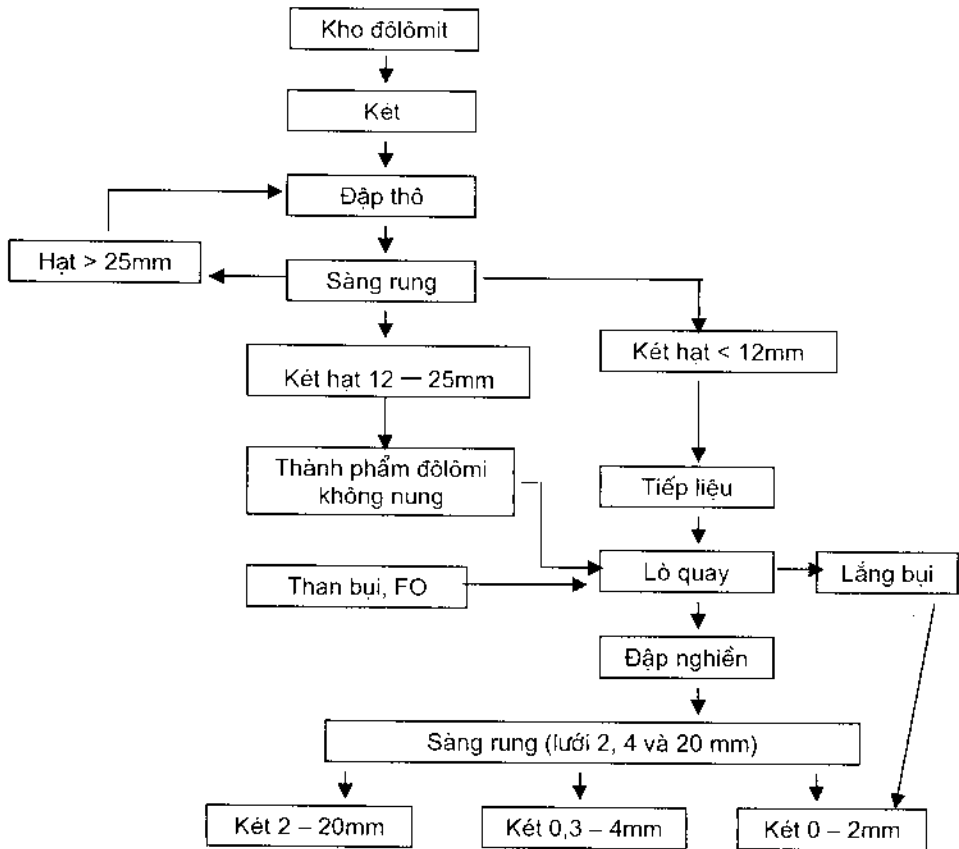 Kho đôlômit
Két
Đập thô
Hạt > 25mm
Sàng rung
Két hạt < 12mm
Két hạt 12 — 25mm
Thành phẩm đôlômi
không nung
Tiếp liệu
Than bụi, FO
Lò quay
Lắng bụi
Đập nghiền
Sàng rung (lưới 2, 4 và 20 mm)
Két 2 – 20mm
Két 0,3 – 4mm
Két 0 – 2mm